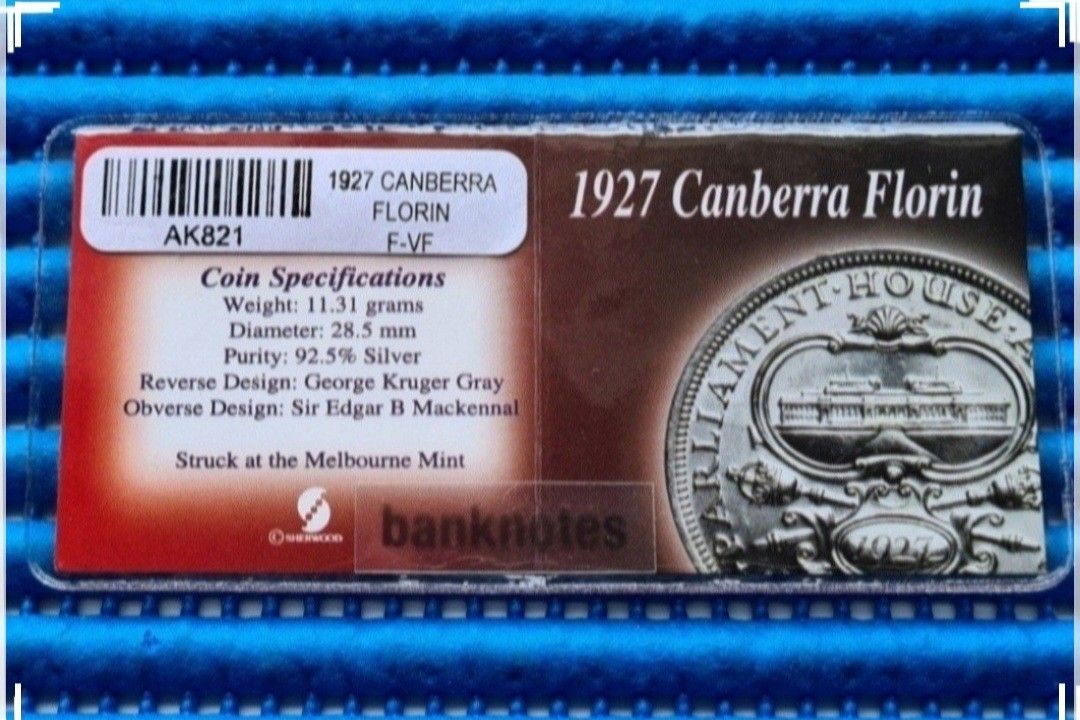 1927 CANBERRA
FLORIN
F-VF
AK821
Coin Specifications
Weight: 11.31 grams
Diameter: 28.5 mm
Purity: 92.5% Silver
Reverse Design: George Kruger Gray
Obverse Design: Sir Edgar B Mackennal
Struck at the Melbourne Mint
©SHERWOOD
banknotes
1927 Canberra Florin
PARLIAMENT·HOUSE·A
1927